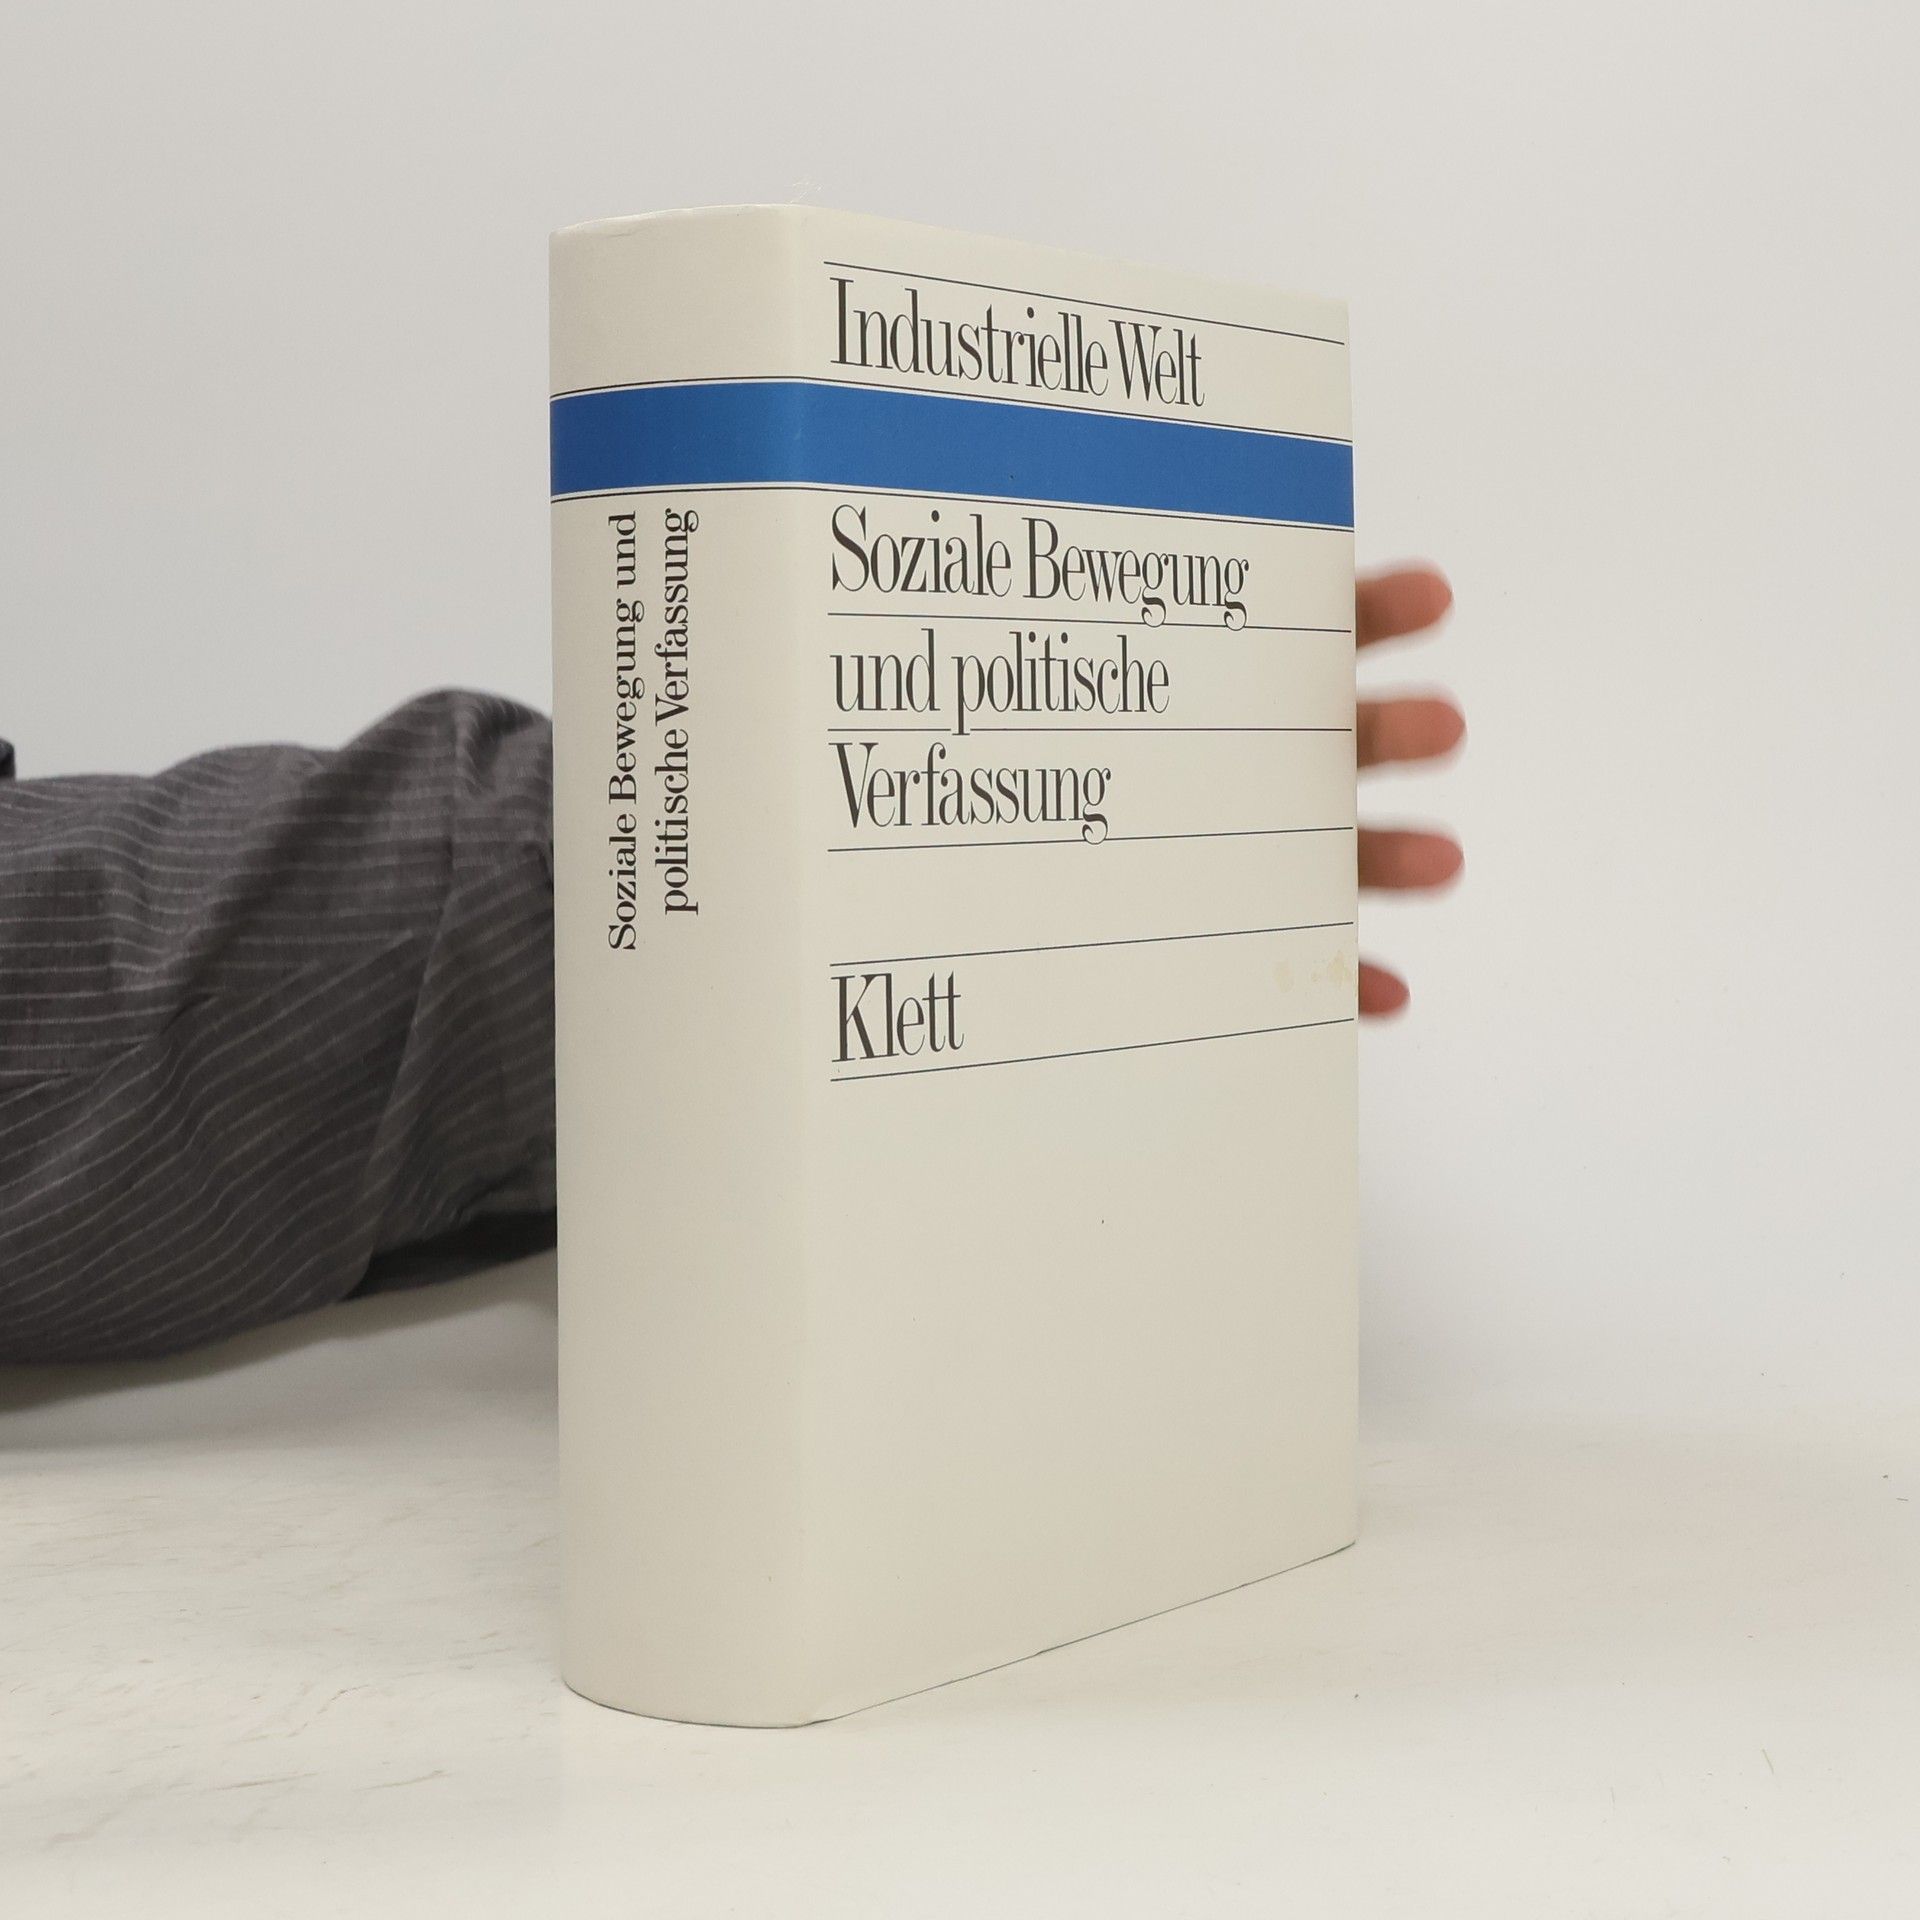 Soziale Bewegung und
politische Verfassung
Industrielle Welt
Soziale Bewegung
und politische
Verfassung
Klett